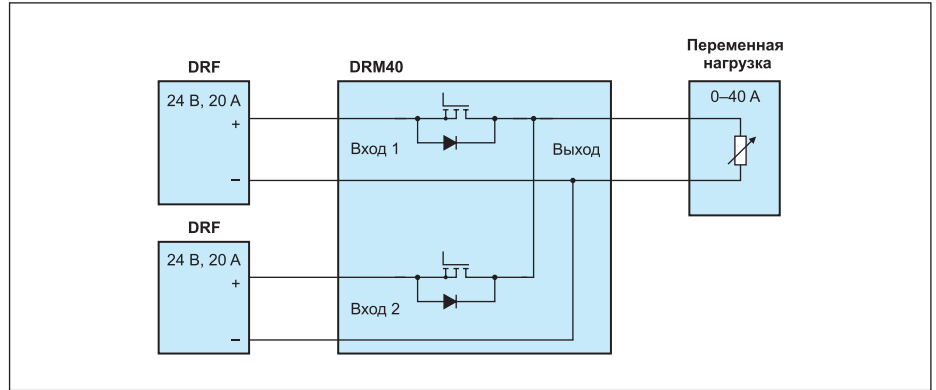 DRF
24 В, 20 А
+
–
DRM40
Вход 1
Выход
Переменная
нагрузка
0–40 А
DRF
24 В, 20 А
+
–
Вход 2